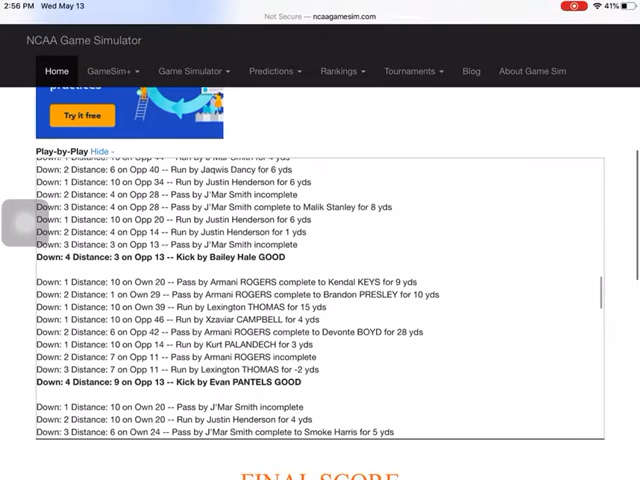 2:56 PM Wed May 13
41%
Not Secure — ncaagamesim.com
NCAA Game Simulator
Home GameSim+ Game Simulator Predictions Rankings Tournaments Blog About Game Sim
Try it free
Play-by-Play Hide -
Down: 2 Distance: 6 on Opp 40 -- Run by Jaqwis Dancy for 6 yds
Down: 1 Distance: 10 on Opp 34 -- Run by Justin Henderson for 6 yds
Down: 2 Distance: 4 on Opp 28 -- Pass by J'Mar Smith incomplete
Down: 3 Distance: 4 on Opp 28 -- Pass by J'Mar Smith complete to Malik Stanley for 8 yds
Down: 1 Distance: 10 on Opp 20 -- Run by Justin Henderson for 6 yds
Down: 2 Distance: 4 on Opp 14 -- Run by Justin Henderson for 1 yds
Down: 3 Distance: 3 on Opp 13 -- Pass by J'Mar Smith incomplete
Down: 4 Distance: 3 on Opp 13 -- Kick by Bailey Hale GOOD
Down: 1 Distance: 10 on Own 20 -- Pass by Armani ROGERS complete to Kendal KEYS for 9 yds
Down: 2 Distance: 1 on Own 29 -- Pass by Armani ROGERS complete to Brandon PRESLEY for 10 yds
Down: 1 Distance: 10 on Own 39 -- Run by Lexington THOMAS for 15 yds
Down: 1 Distance: 10 on Opp 46 -- Run by Xzaviar CAMPBELL for 4 yds
Down: 2 Distance: 6 on Opp 42 -- Pass by Armani ROGERS complete to Devonte BOYD for 28 yds
Down: 1 Distance: 10 on Opp 14 -- Run by Kurt PALANDECH for 3 yds
Down: 2 Distance: 7 on Opp 11 -- Pass by Armani ROGERS incomplete
Down: 3 Distance: 7 on Opp 11 -- Run by Lexington THOMAS for -2 yds
Down: 4 Distance: 9 on Opp 13 -- Kick by Evan PANTELS GOOD
Down: 1 Distance: 10 on Own 20 -- Pass by J'Mar Smith incomplete
Down: 2 Distance: 10 on Own 20 -- Run by Justin Henderson for 4 yds
Down: 3 Distance: 6 on Own 24 -- Pass by J'Mar Smith complete to Smoke Harris for 5 yds
FINAL SCORE